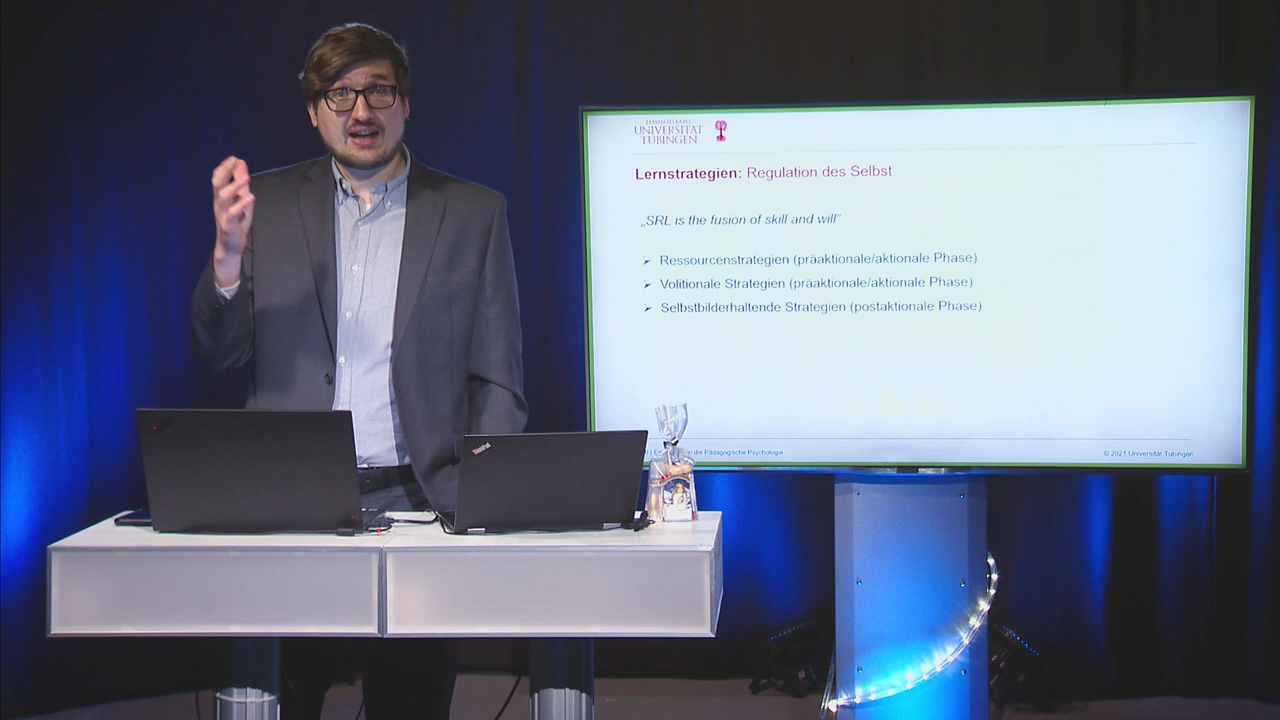 EBERHARD KARLS
UNIVERSITÄT
TÜBINGEN
Lernstrategien: Regulation des Selbst
„SRL is the fusion of skill and will“
Ressourcenstrategien (präaktionale/aktionale Phase)
Volitionale Strategien (präaktionale/aktionale Phase)
Selbstbilderhaltende Strategien (postaktionale Phase)
die Pädagogische Psychologie
© 2021 Universität Tübingen
ThinkPad